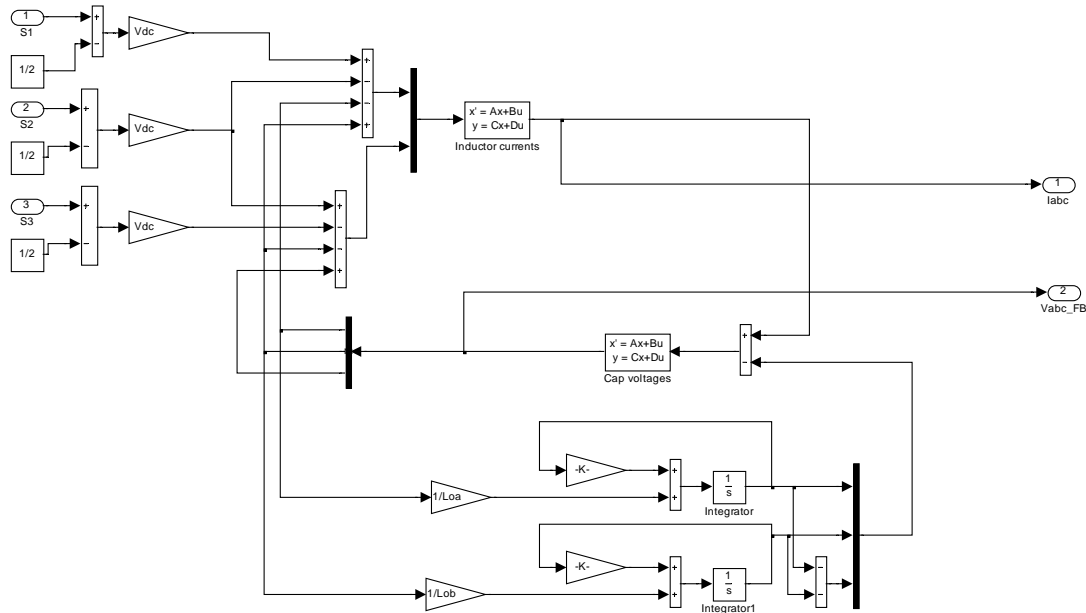 1
S1
1/2
Vdc
2
S2
1/2
Vdc
3
S3
1/2
Vdc
x' = Ax+Bu
y = Cx+Du
Inductor currents
1
Iabc
2
Vabc_FB
x' = Ax+Bu
y = Cx+Du
Cap voltages
-K-
1/Loa
1
s
Integrator
-K-
1/Lob
1
s
Integrator1